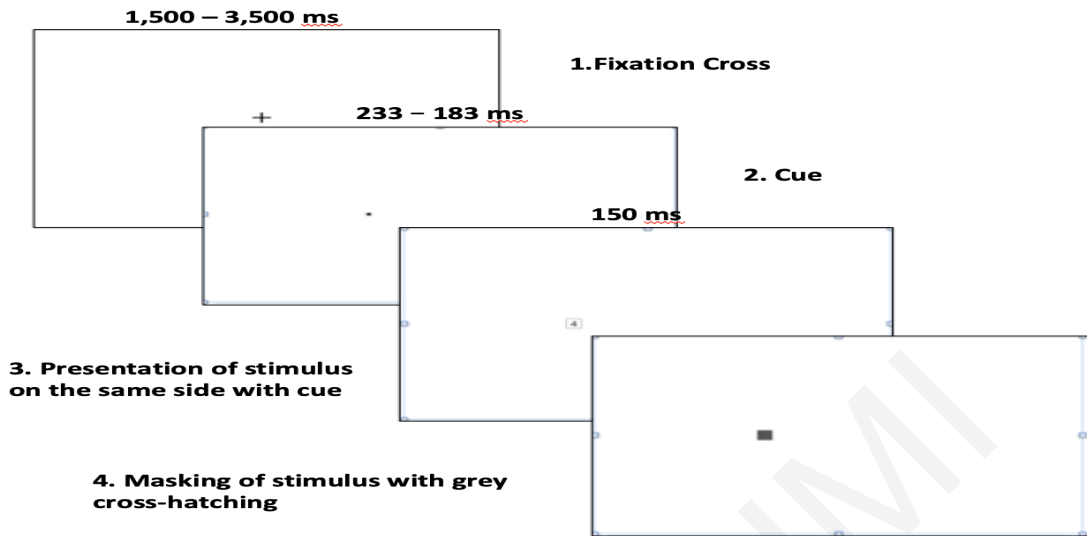 1,500 – 3,500 ms
1.Fixation Cross
233 – 183 ms
2. Cue
150 ms
4
3. Presentation of stimulus
on the same side with cue
4. Masking of stimulus with grey
cross-hatching